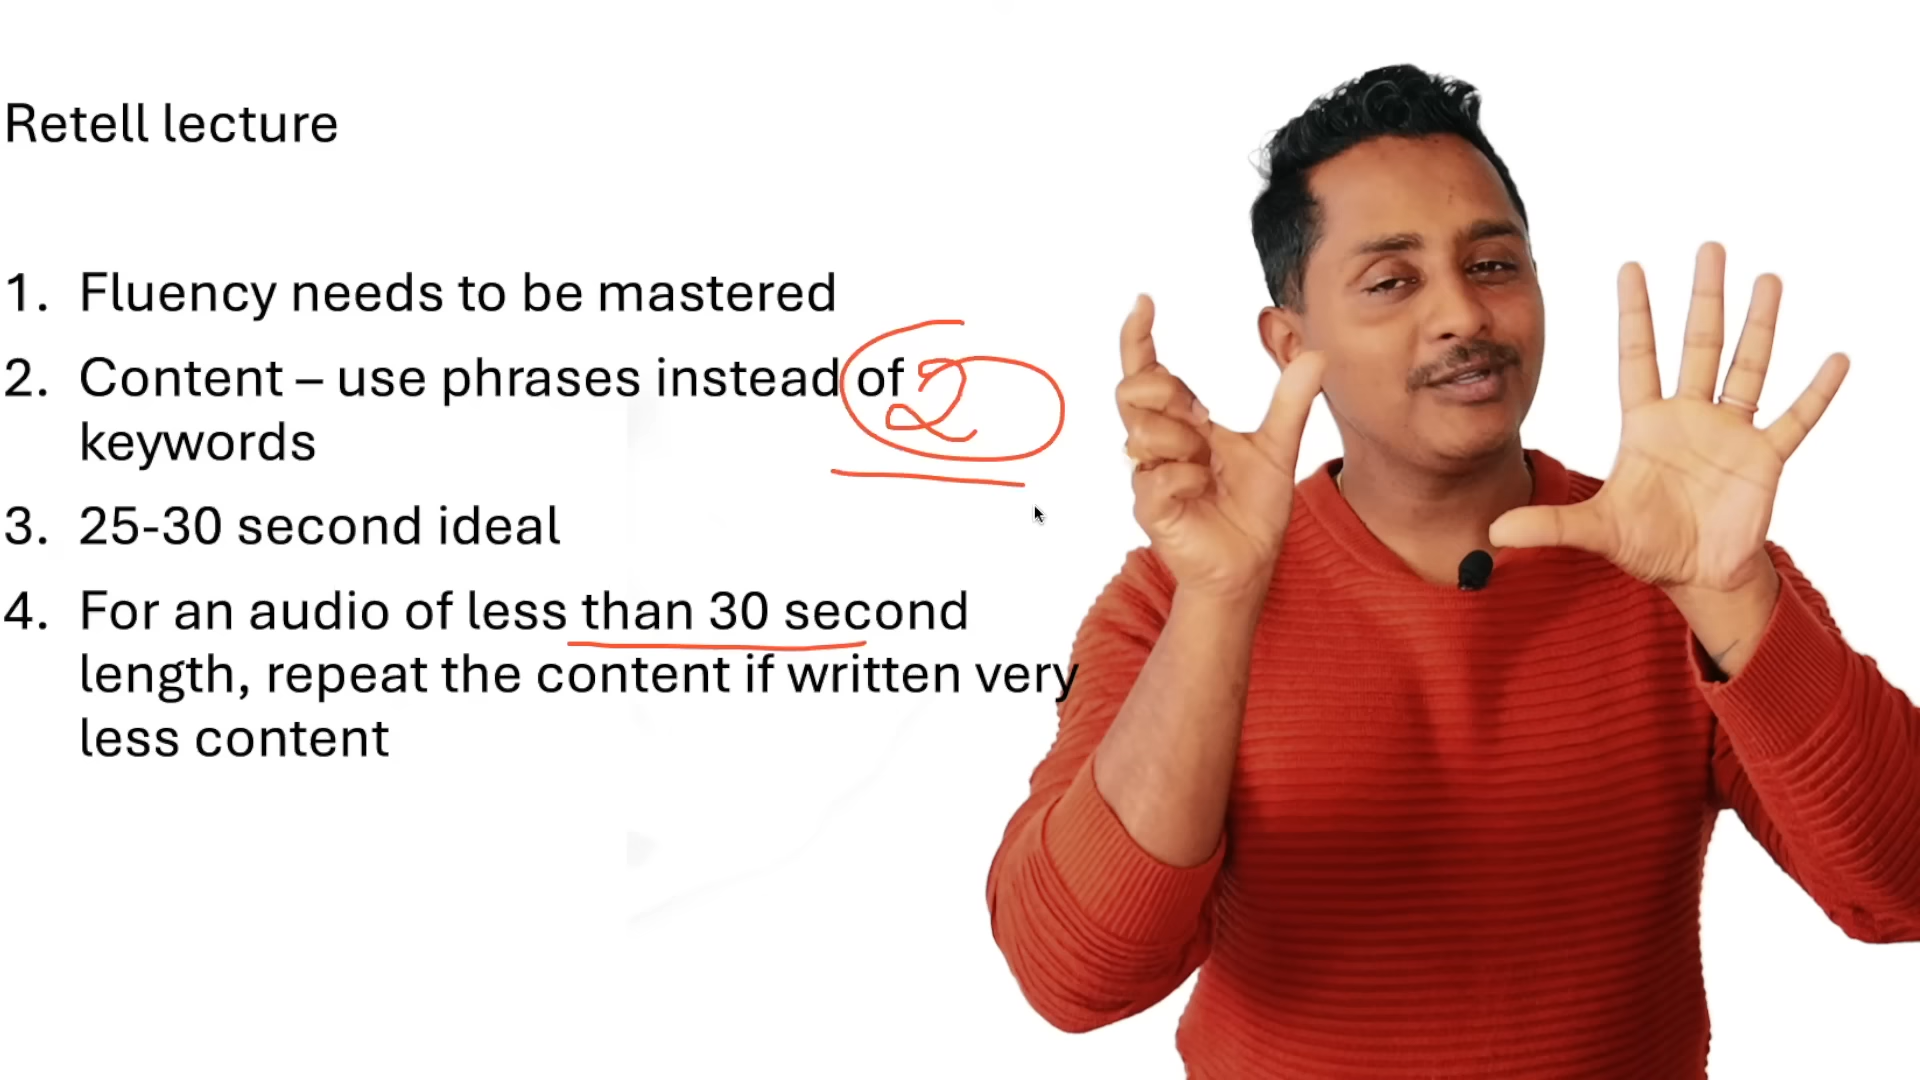 Retell lecture
1. Fluency needs to be mastered
2. Content – use phrases instead of 2
keywords
3. 25-30 second ideal
4. For an audio of less than 30 second
length, repeat the content if written very
less content